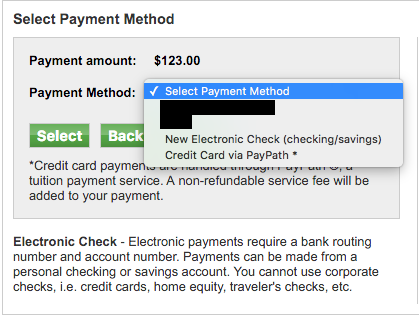 Select Payment Method
Payment amount: $123.00
Payment Method:
✓ Select Payment Method
New Electronic Check (checking/savings)
Credit Card via PayPath *
Select Back
*Credit card payments are handled through PayPath ®, a
tuition payment service. A non-refundable service fee will be
added to your payment.
Electronic Check - Electronic payments require a bank routing
number and account number. Payments can be made from a
personal checking or savings account. You cannot use corporate
checks, i.e. credit cards, home equity, traveler's checks, etc.